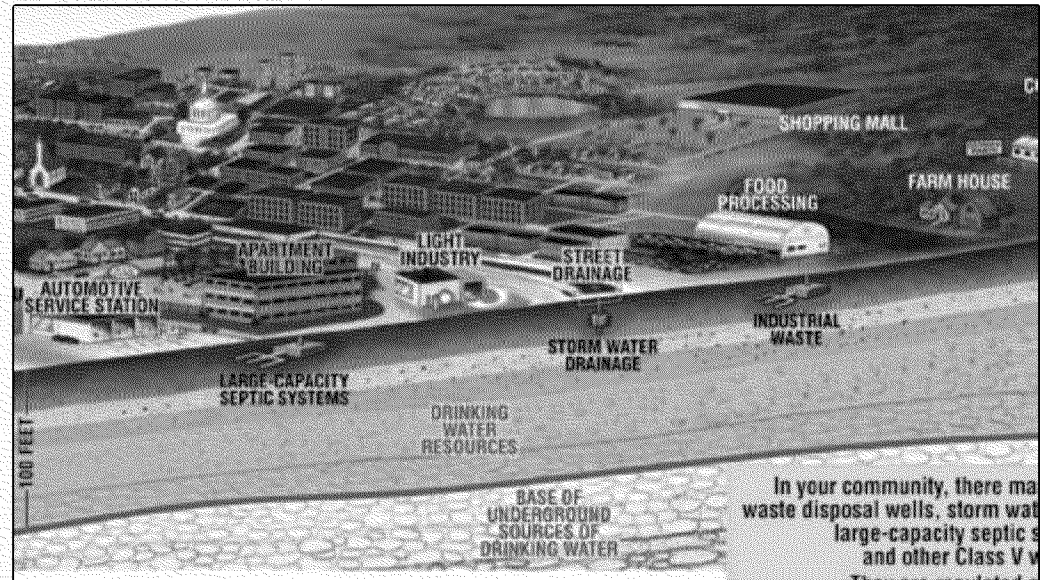 SHOPPING MALL
FOOD
PROCESSING
FARM HOUSE
APARTMENT
BUILDING
LIGHT
INDUSTRY
STREET
DRAINAGE
AUTOMOTIVE
SERVICE STATION
INDUSTRIAL
WASTE
STORM WATER
DRAINAGE
LARGE-CAPACITY
SEPTIC SYSTEMS
DRINKING
WATER
RESOURCES
100 FEET
BASE OF
UNDERGROUND
SOURCES OF
DRINKING WATER
In your community, there ma
waste disposal wells, storm wat
large-capacity septic s
and other Class V w